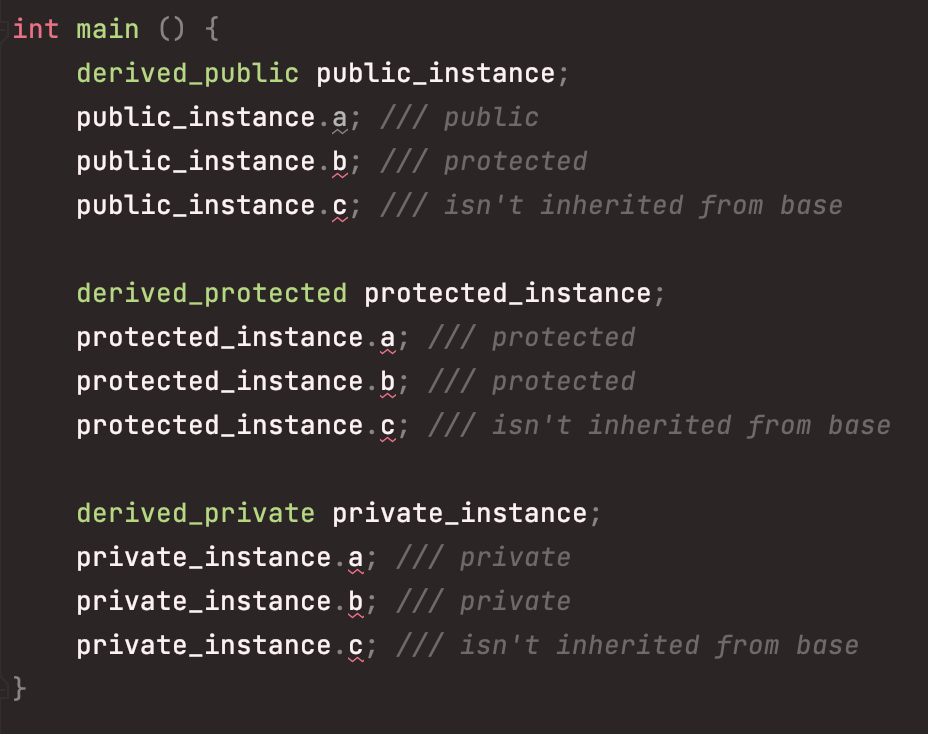 int main () {
derived_public public_instance;
public_instance.a; /// public
public_instance.b; /// protected
public_instance.c; /// isn't inherited from base
derived_protected protected_instance;
protected_instance.a; /// protected
protected_instance.b; /// protected
protected_instance.c; /// isn't inherited from base
derived_private private_instance;
private_instance.a; /// private
private_instance.b; /// private
private_instance.c; /// isn't inherited from base
}